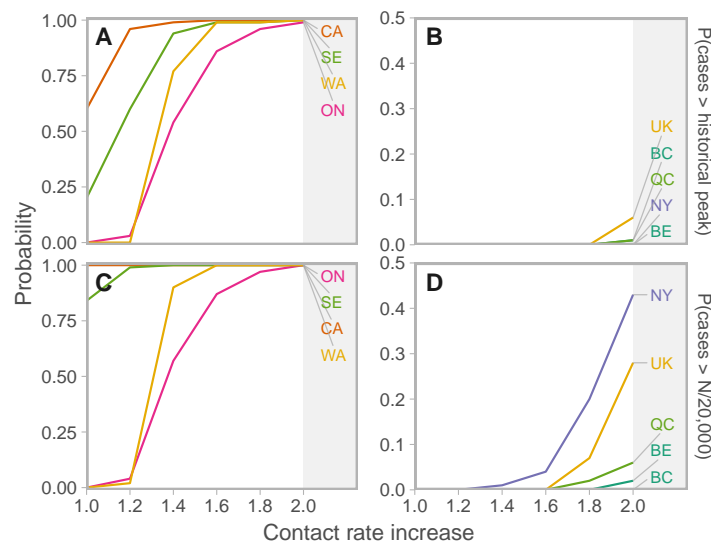 A
1.00
0.75
0.50
0.25
0.00
CA
SE
WA
ON
B
0.5
0.4
0.3
0.2
0.1
0.0
UK
BC
QC
NY
BE
P(cases > historical peak)
Probability
C
1.00
0.75
0.50
0.25
0.00
1.0
1.2
1.4
1.6
1.8
2.0
ON
SE
CA
WA
D
0.5
0.4
0.3
0.2
0.1
0.0
1.0
1.2
1.4
1.6
1.8
2.0
NY
UK
QC
BE
BC
P(cases > N/20,000)
Contact rate increase